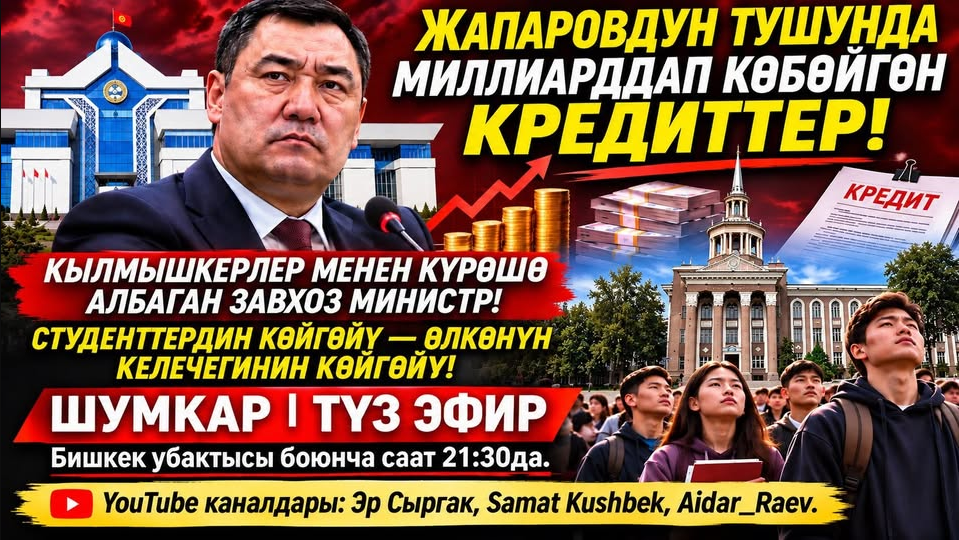 ЖАПАРОВДУН ТУШУНДА
МИЛЛИАРДДАП КӨБӨЙГӨН
КРЕДИТТЕР!
КРЕДИТ
КЫЛМЫШКЕРЛЕР МЕНЕН КҮРӨШӨ
АЛБАГАН ЗАВХОЗ МИНИСТР!
СТУДЕНТТЕРДИН КӨЙГӨЙҮ — ӨЛКӨНҮН
КЕЛЕЧЕГИНИН КӨЙГӨЙҮ!
ШУМКАР | ТҮЗ ЭФИР
Бишкек убактысы боюнча саат 21:30да.
YouTube каналдары: Эр Сыргак, Samat Kushbek, Aidar_Raev.